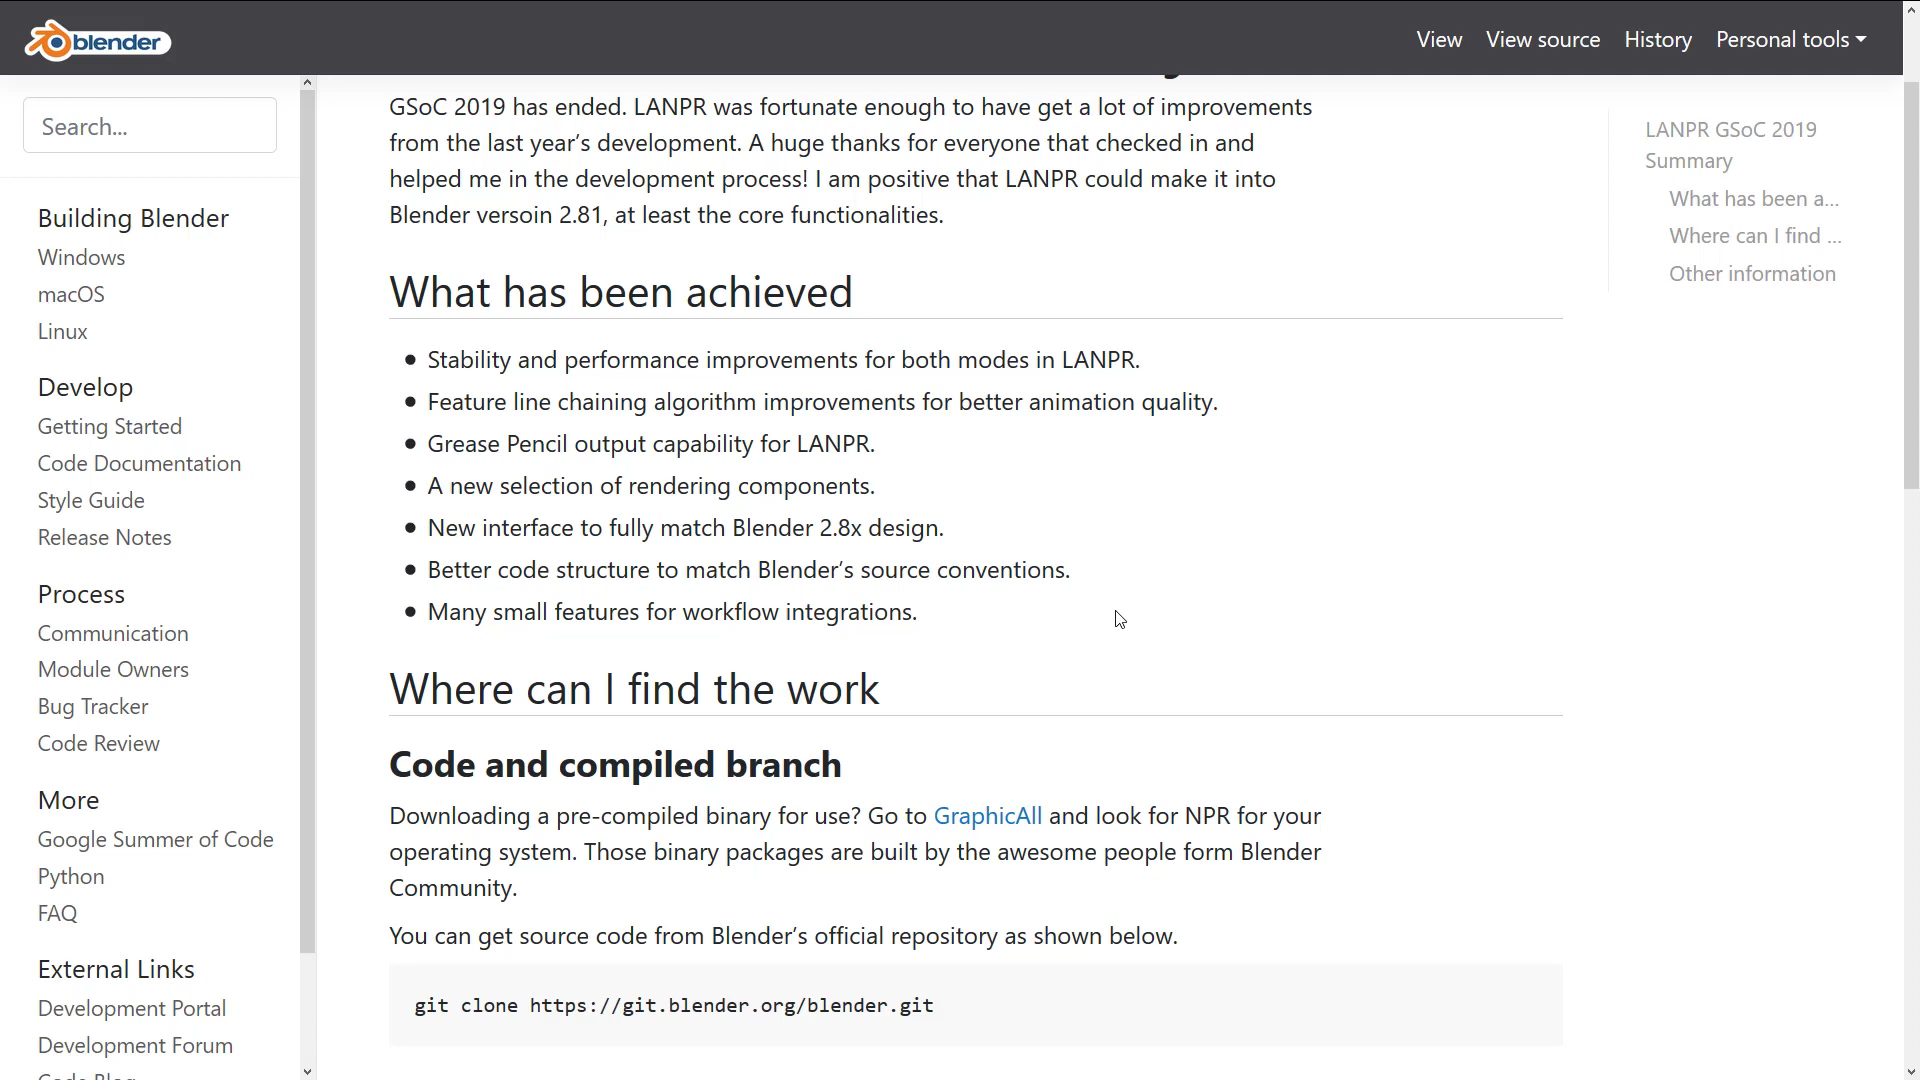 blender
View
View source
History
Personal tools
Search...
Building Blender
Windows
macOS
Linux
Develop
Getting Started
Code Documentation
Style Guide
Release Notes
Process
Communication
Module Owners
Bug Tracker
Code Review
More
Google Summer of Code
Python
FAQ
External Links
Development Portal
Development Forum
GSoC 2019 has ended. LANPR was fortunate enough to have get a lot of improvements
from the last year’s development. A huge thanks for everyone that checked in and
helped me in the development process! I am positive that LANPR could make it into
Blender versoin 2.81, at least the core functionalities.
What has been achieved
• Stability and performance improvements for both modes in LANPR.
• Feature line chaining algorithm improvements for better animation quality.
• Grease Pencil output capability for LANPR.
• A new selection of rendering components.
• New interface to fully match Blender 2.8x design.
• Better code structure to match Blender’s source conventions.
• Many small features for workflow integrations.
Where can I find the work
Code and compiled branch
Downloading a pre-compiled binary for use? Go to GraphicAll and look for NPR for your
operating system. Those binary packages are built by the awesome people form Blender
Community.
You can get source code from Blender’s official repository as shown below.
git clone https://git.blender.org/blender.git
LANPR GSoC 2019
Summary
What has been a...
Where can I find ...
Other information